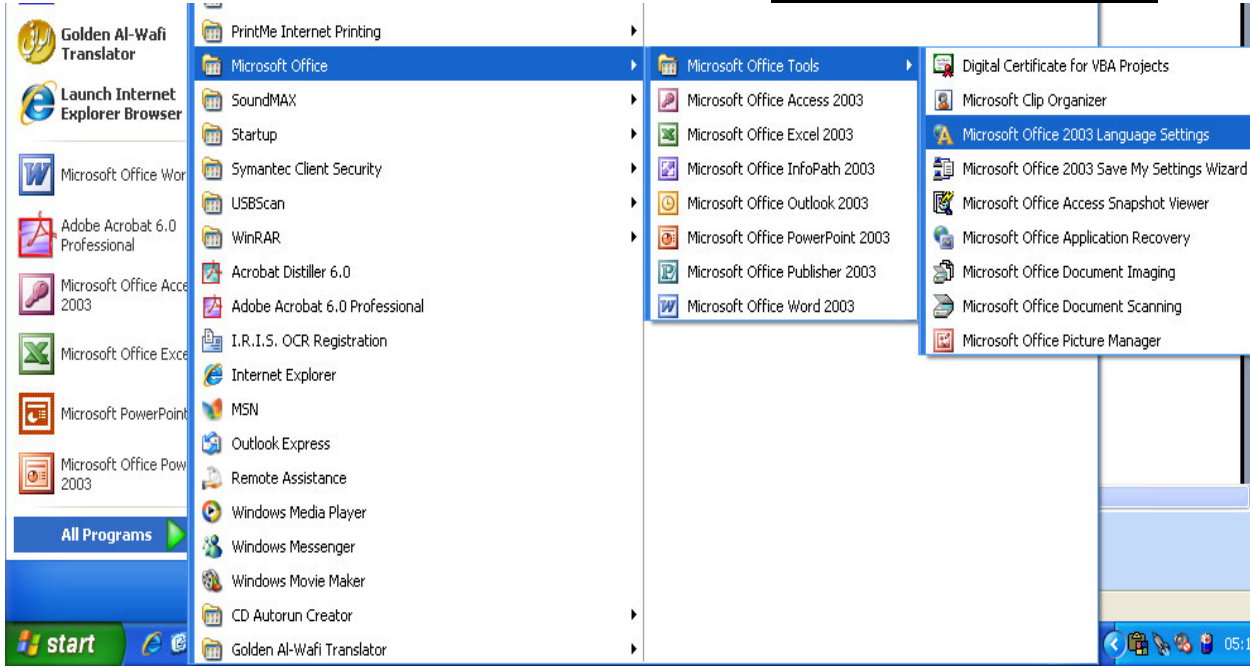 Golden Al-Wafi
Translator
Launch Internet
Explorer Browser
Microsoft Office Wor
Adobe Acrobat 6.0
Professional
Microsoft Office Acce
2003
Microsoft Office Exce
Microsoft PowerPoint
Microsoft Office Pow
2003
All Programs
start
PrintMe Internet Printing
Microsoft Office
SoundMAX
Startup
Symantec Client Security
USBScan
WinRAR
Acrobat Distiller 6.0
Adobe Acrobat 6.0 Professional
I.R.I.S. OCR Registration
Internet Explorer
MSN
Outlook Express
Remote Assistance
Windows Media Player
Windows Messenger
Windows Movie Maker
CD Autorun Creator
Golden Al-Wafi Translator
Microsoft Office Tools
Microsoft Office Access 2003
Microsoft Office Excel 2003
Microsoft Office InfoPath 2003
Microsoft Office Outlook 2003
Microsoft Office PowerPoint 2003
Microsoft Office Publisher 2003
Microsoft Office Word 2003
Digital Certificate for VBA Projects
Microsoft Clip Organizer
Microsoft Office 2003 Language Settings
Microsoft Office 2003 Save My Settings Wizard
Microsoft Office Access Snapshot Viewer
Microsoft Office Application Recovery
Microsoft Office Document Imaging
Microsoft Office Document Scanning
Microsoft Office Picture Manager
05:1